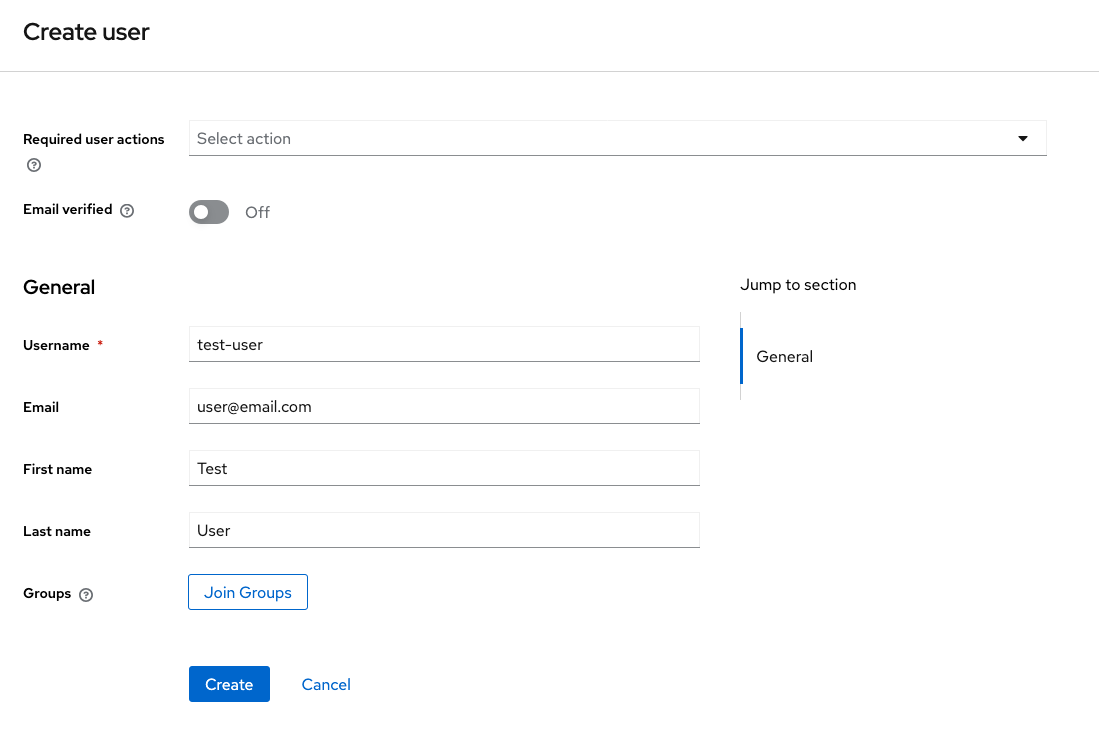 Create user
Required user actions
Select action
Email verified
Off
General
Jump to section
Username *
test-user
General
Email
user@email.com
First name
Test
Last name
User
Groups
Join Groups
Create
Cancel